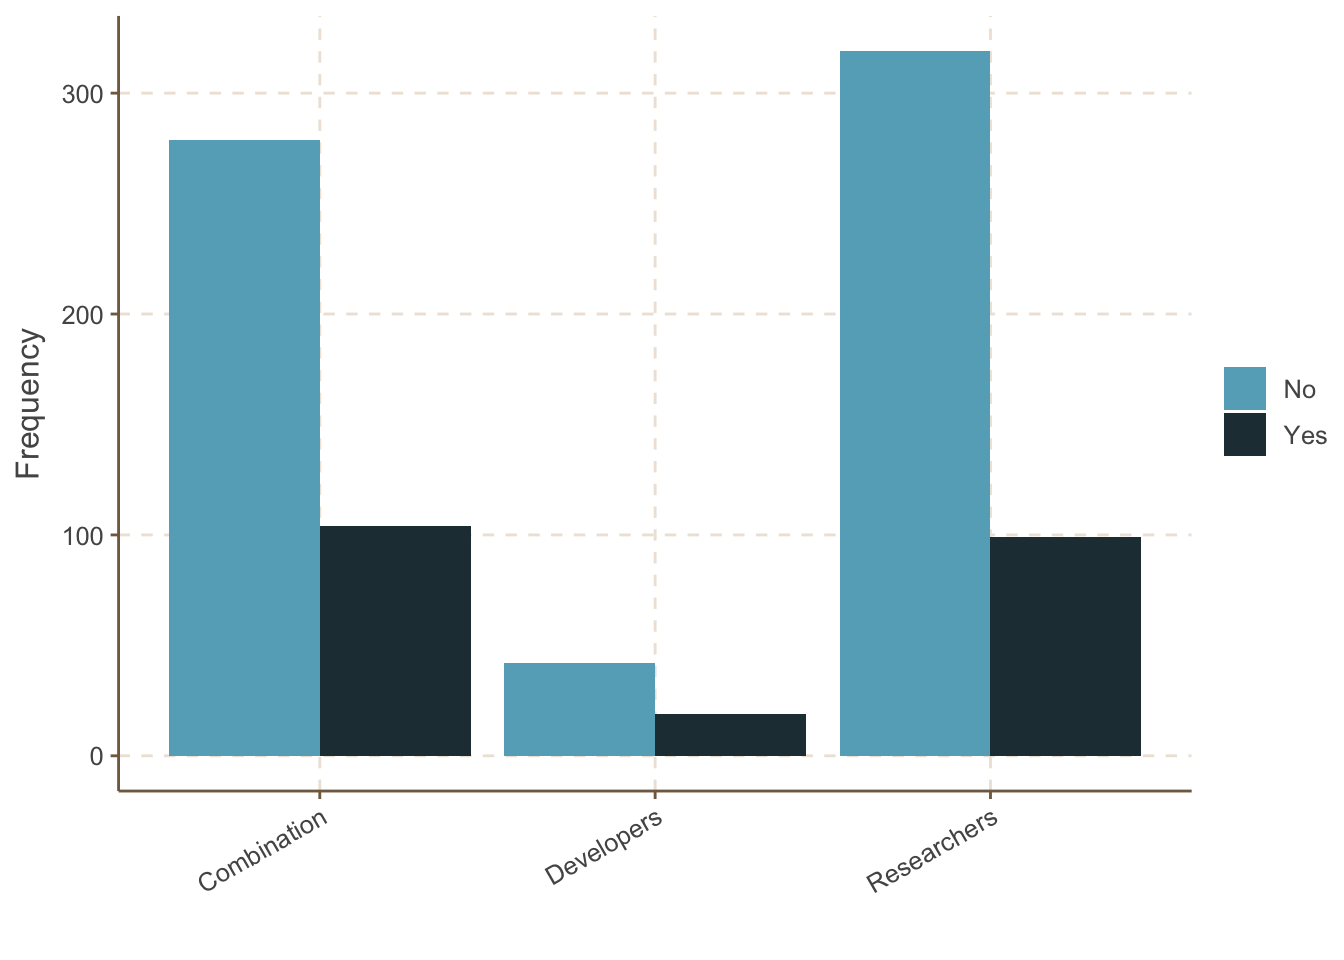 Frequency
300
200
100
0
Combination
Developers
Researchers
No
Yes